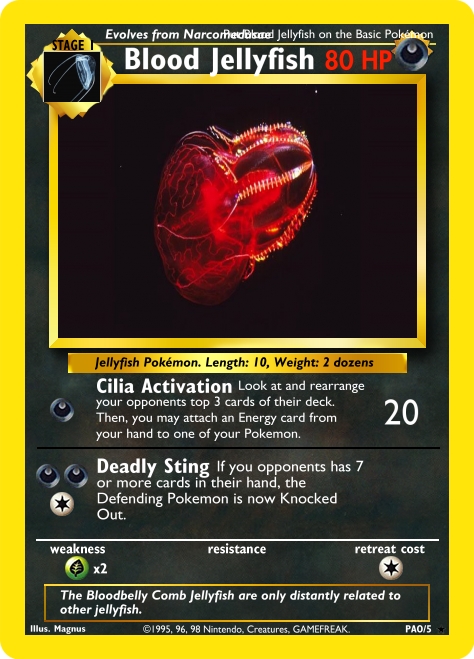 Evolves from Narcomedusae Put Blood Jellyfish on the Basic Pokémon
STAGE 1
Blood Jellyfish 80 HP
Jellyfish Pokémon. Length: 10, Weight: 2 dozens
Cilia Activation Look at and rearrange
your opponents top 3 cards of their deck.
Then, you may attach an Energy card from
your hand to one of your Pokemon.
20
Deadly Sting If you opponents has 7
or more cards in their hand, the
Defending Pokemon is now Knocked
Out.
weakness resistance retreat cost
x2
The Bloodbelly Comb Jellyfish are only distantly related to
other jellyfish.
Illus. Magnus ©1995, 96, 98 Nintendo, Creatures, GAMEFREAK. PAO/5 ★